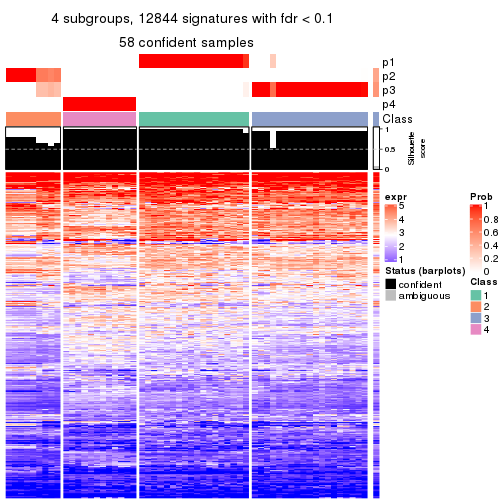 4 subgroups, 12844 signatures with fdr < 0.1
58 confident samples
p1
p2
p3
p4
Class
1
0.5
0
Silhouette
score
expr
5
4
3
2
1
Status (barplots)
confident
ambiguous
Prob
1
0.8
0.6
0.4
0.2
0
Class
1
2
3
4